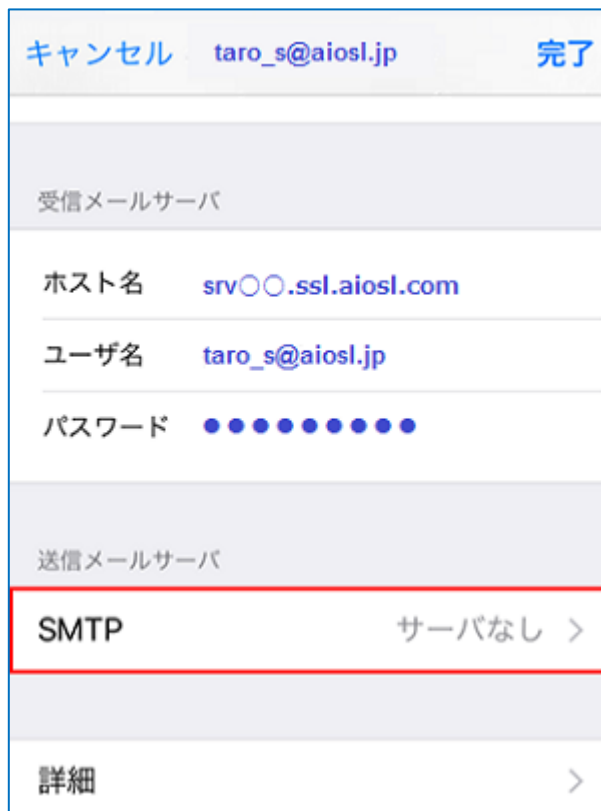 キャンセル taro_s@aiosl.jp 完了
受信メールサーバ
ホスト名 srv○○.ssl.aiosl.com
ユーザ名 taro_s@aiosl.jp
パスワード ●●●●●●●●●
送信メールサーバ
SMTP サーバなし >
詳細 >